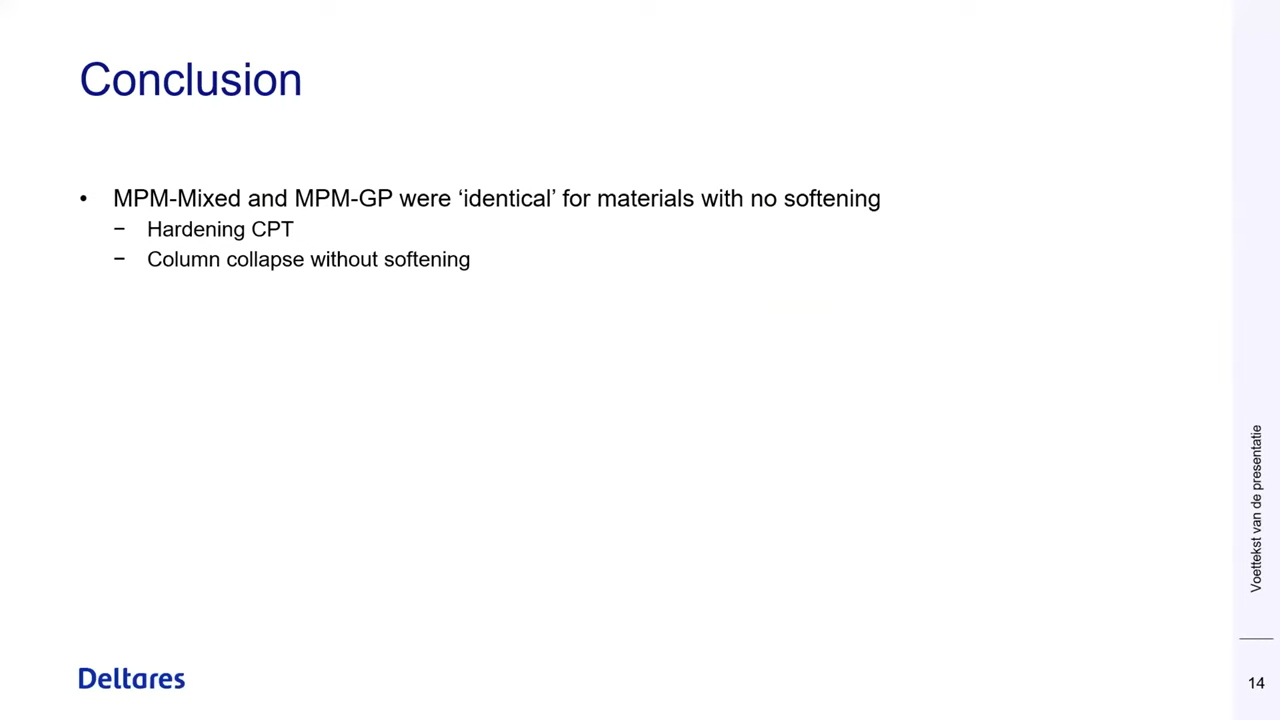 Conclusion
• MPM-Mixed and MPM-GP were ‘identical’ for materials with no softening
− Hardening CPT
− Column collapse without softening
Voettekst van de presentatie
Deltares
14